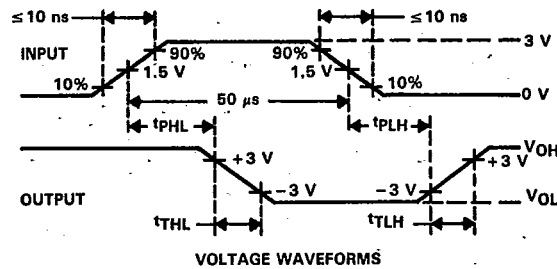 ≤10 ns
≤10 ns
INPUT
90%
90%
3 V
1.5 V
1.5 V
10%
10%
0 V
50 µs
tPHL
tPLH
VOH
+3 V
+3 V
OUTPUT
−3 V
−3 V
VOL
tTHL
tTLH
VOLTAGE WAVEFORMS